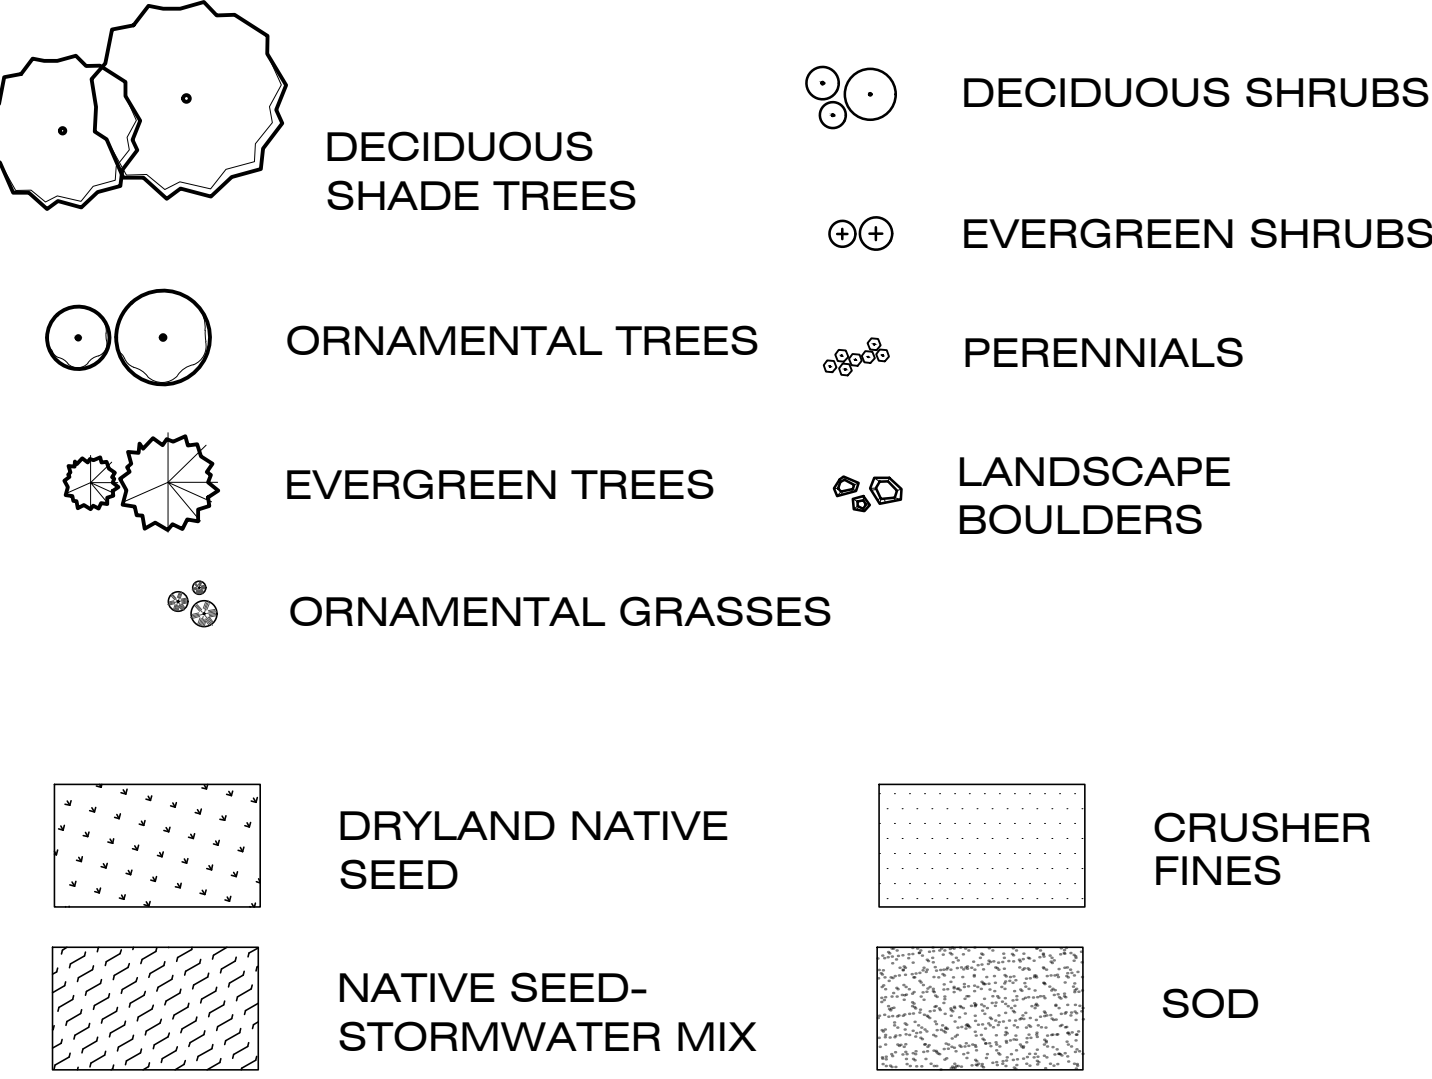 DECIDUOUS
SHADE TREES
ORNAMENTAL TREES
EVERGREEN TREES
ORNAMENTAL GRASSES
DECIDUOUS SHRUBS
EVERGREEN SHRUBS
PERENNIALS
LANDSCAPE
BOULDERS
DRYLAND NATIVE
SEED
NATIVE SEED-
STORMWATER MIX
CRUSHER
FINES
SOD